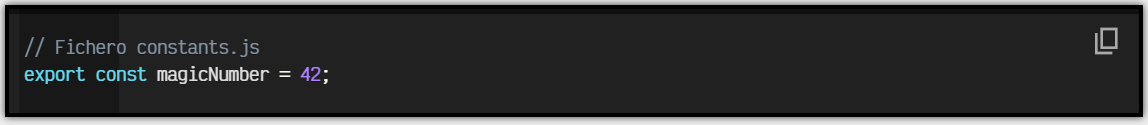 // Fichero constants.js
export const magicNumber = 42;